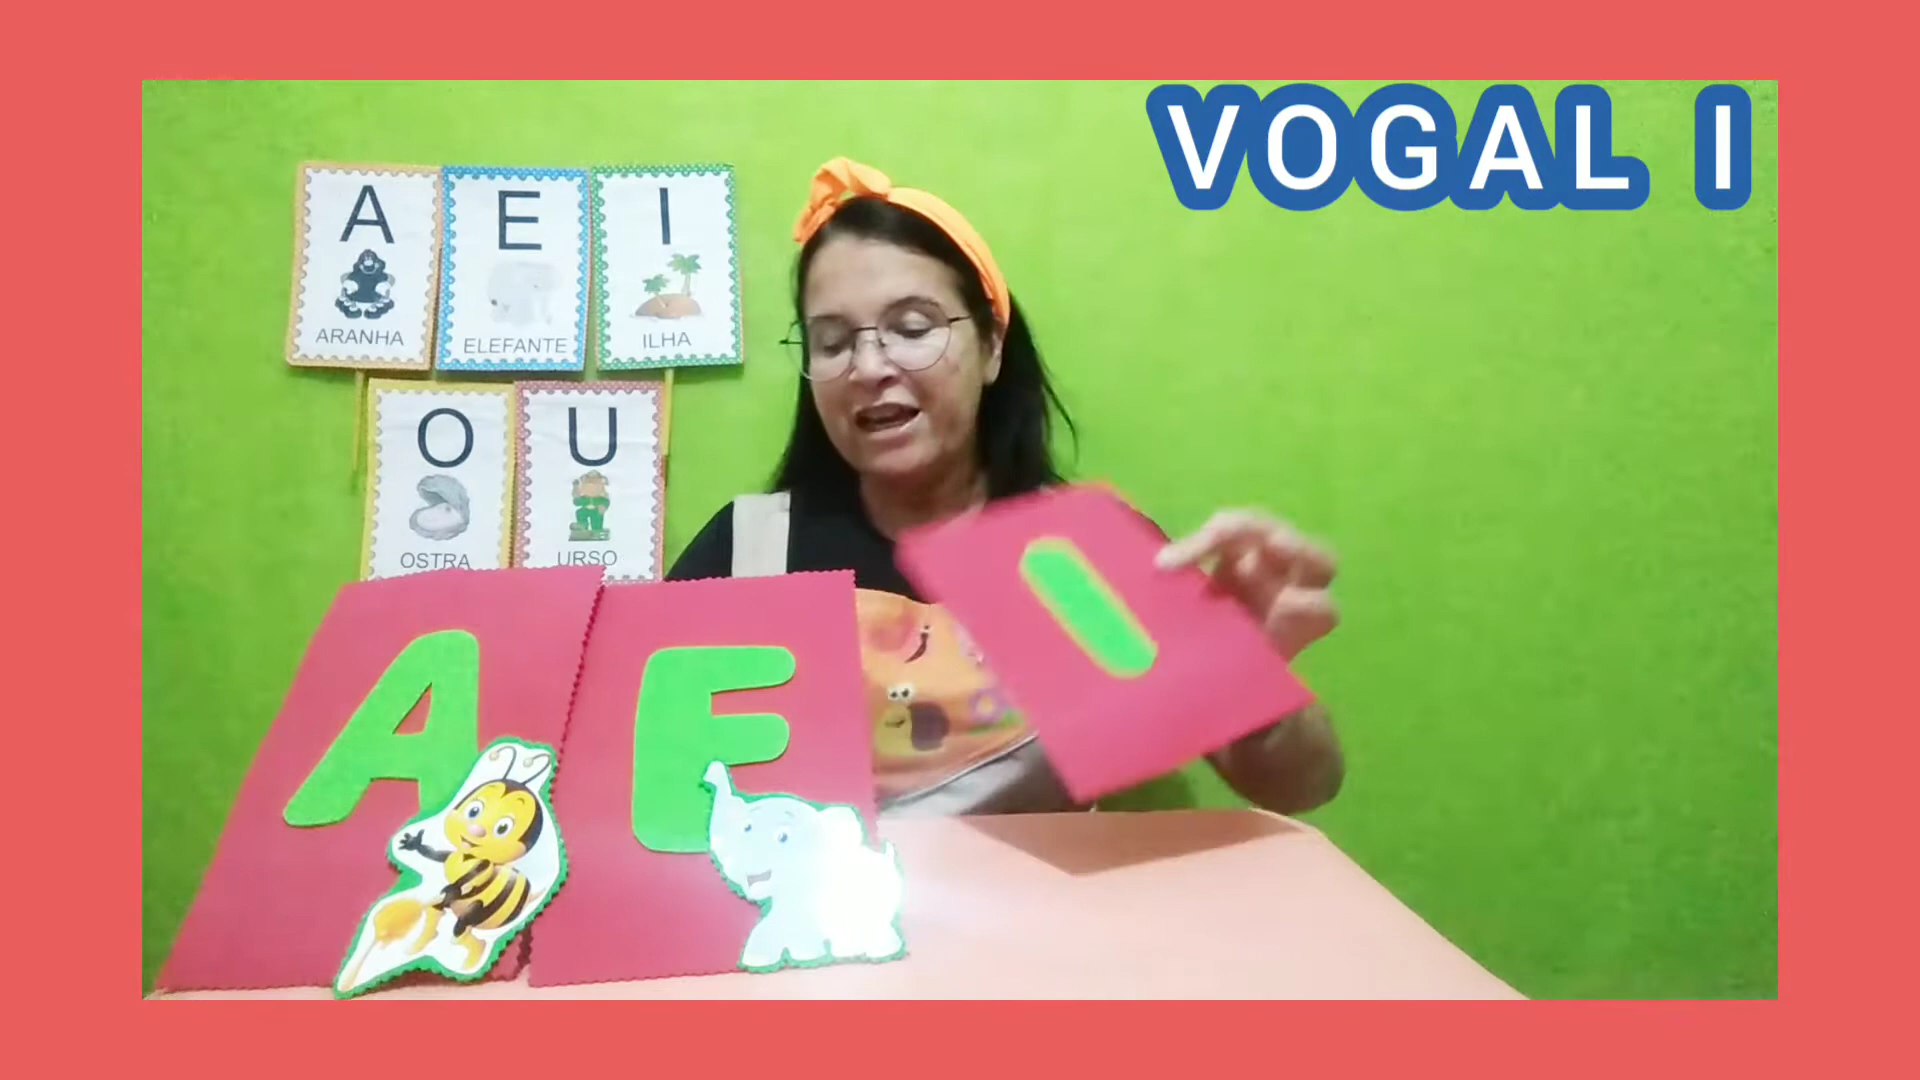 VOGAL I
A
ARANHA
E
ELEFANTE
I
ILHA
O
OSTRA
U
URSO
A
E
I